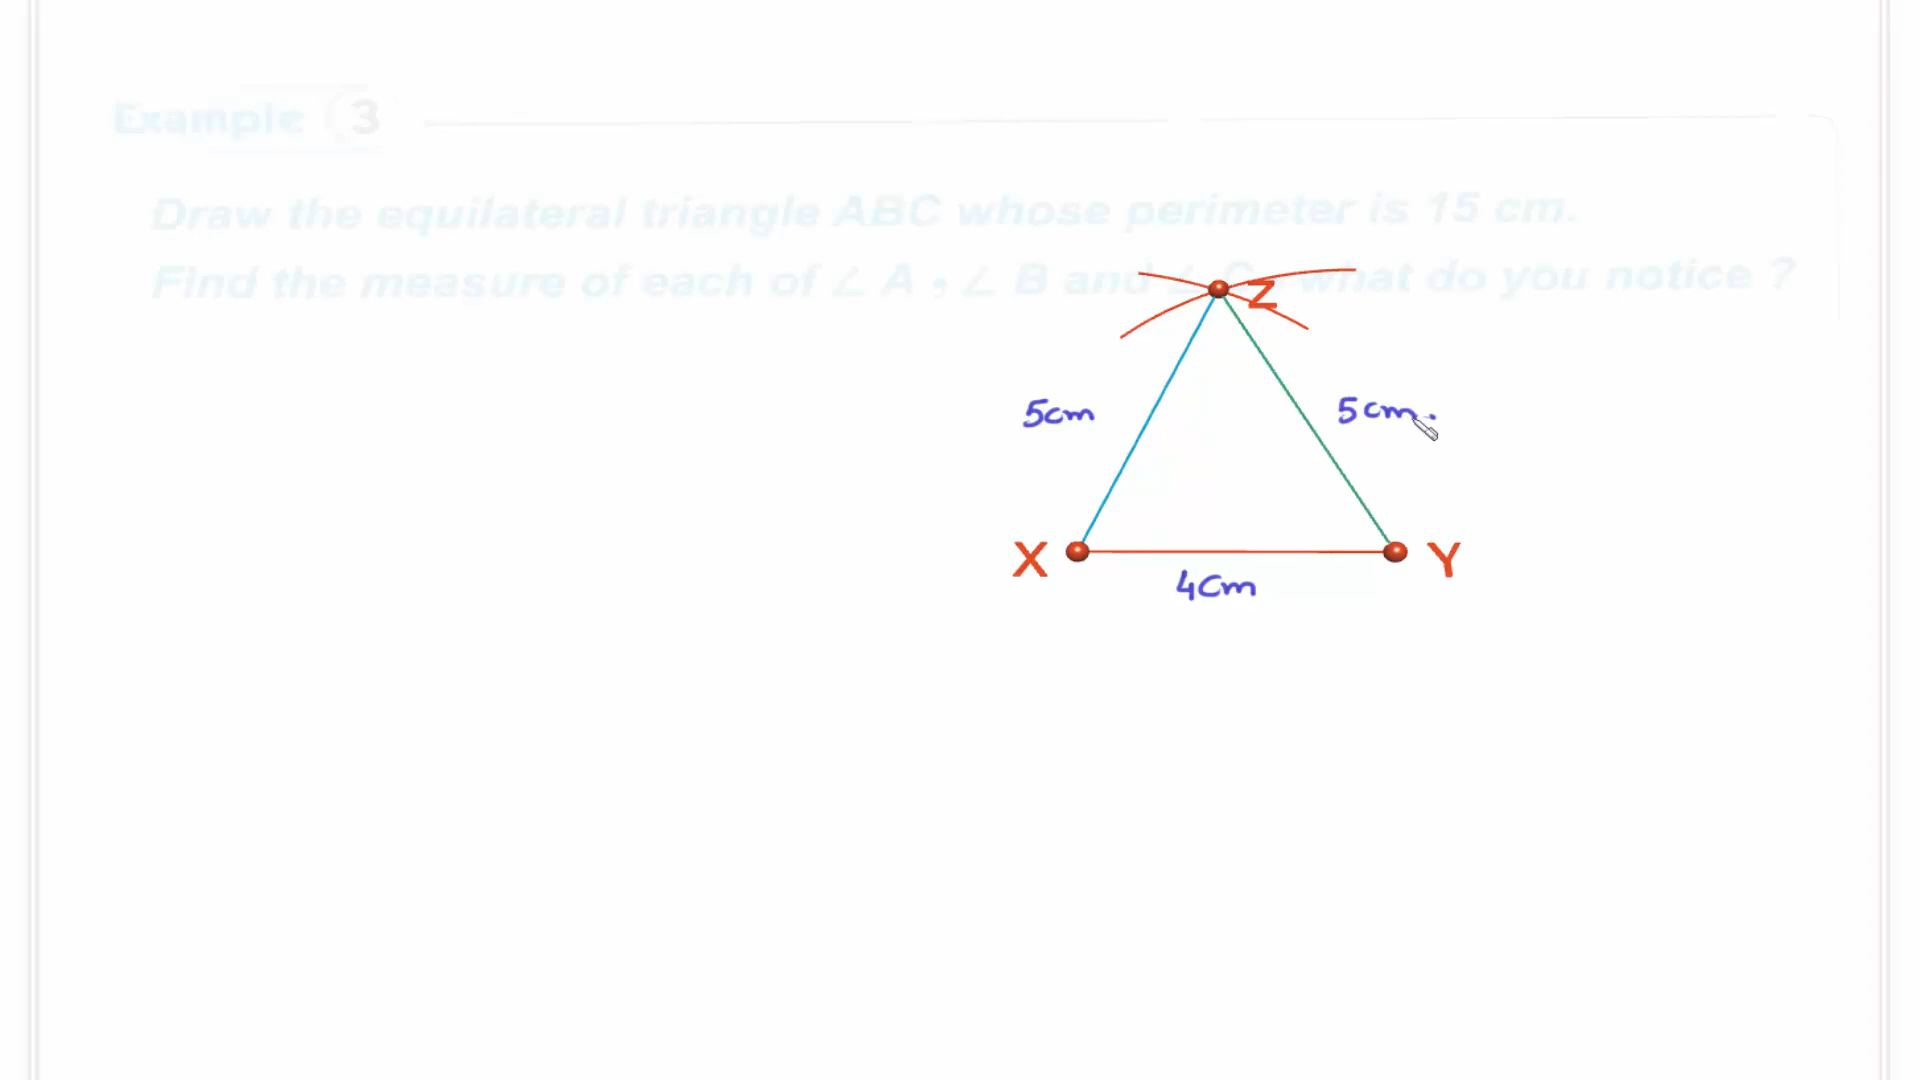 Example 3
Draw the equilateral triangle ABC whose perimeter is 15 cm.
Find the measure of each of ∠ A , ∠ B and ∠ C , what do you notice ?
Z
5cm
5cm.
X
Y
4cm